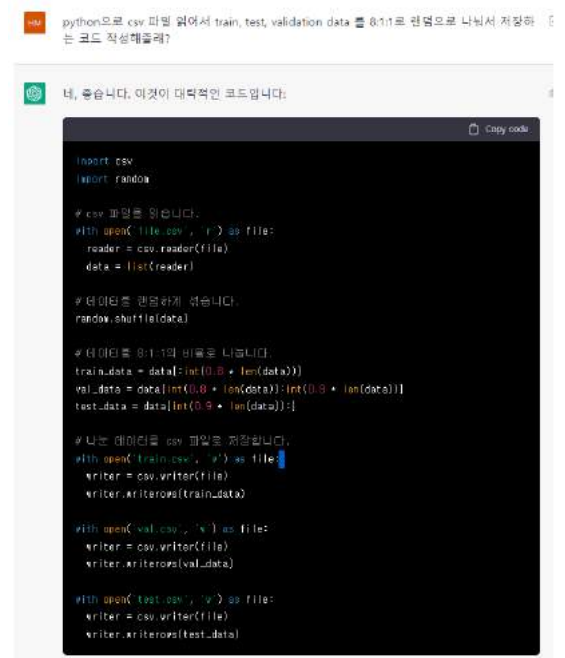 HM
python으로 csv 파일 읽어서 train, test, validation data 를 8:1:1로 랜덤으로 나눠서 저장하
는 코드 작성해줄래?
네, 좋습니다. 이것이 대략적인 코드입니다:
Copy code
import csv
import random
# csv 파일을 읽습니다.
with open('file.csv', 'r') as file:
reader = csv.reader(file)
data = list(reader)
# 데이터를 랜덤하게 섞습니다.
random.shuffle(data)
# 데이터를 8:1:1의 비율로 나눕니다.
train_data = data[:int(0.8 * len(data))]
val_data = data[int(0.8 * len(data)):int(0.9 * len(data))]
test_data = data[int(0.9 * len(data)):]
# 나눈 데이터를 csv 파일로 저장합니다.
with open('train.csv', 'w') as file:
writer = csv.writer(file)
writer.writerows(train_data)
with open('val.csv', 'w') as file:
writer = csv.writer(file)
writer.writerows(val_data)
with open('test.csv', 'w') as file:
writer = csv.writer(file)
writer.writerows(test_data)